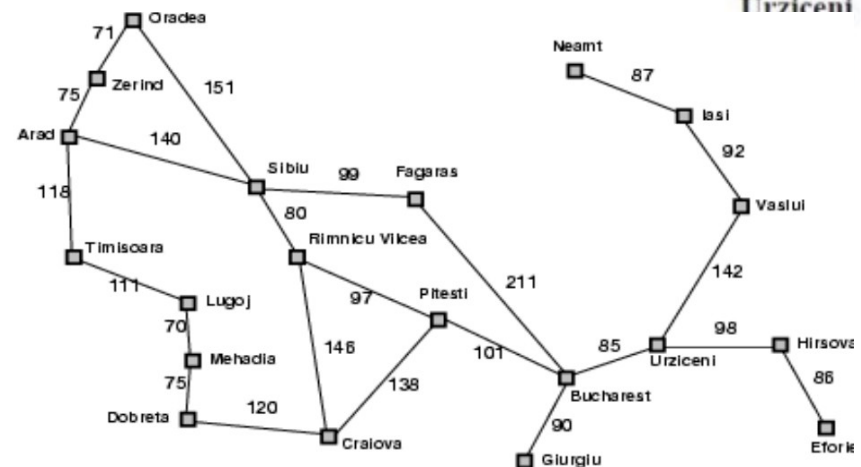 Urziceni
Oradea
71
Neamt
87
Zerind
151
75
Iasi
Arad
140
92
Sibiu
99
Fagaras
118
80
Vaslui
Rimnicu Vilcea
Timisoara
211
142
111
Lugoj
97
Pitesti
70
98
146
101
85
Hirsova
Urziceni
Mehadia
75
138
86
Bucharest
Dobreta
120
90
Craiova
Eforie
Giurgiu